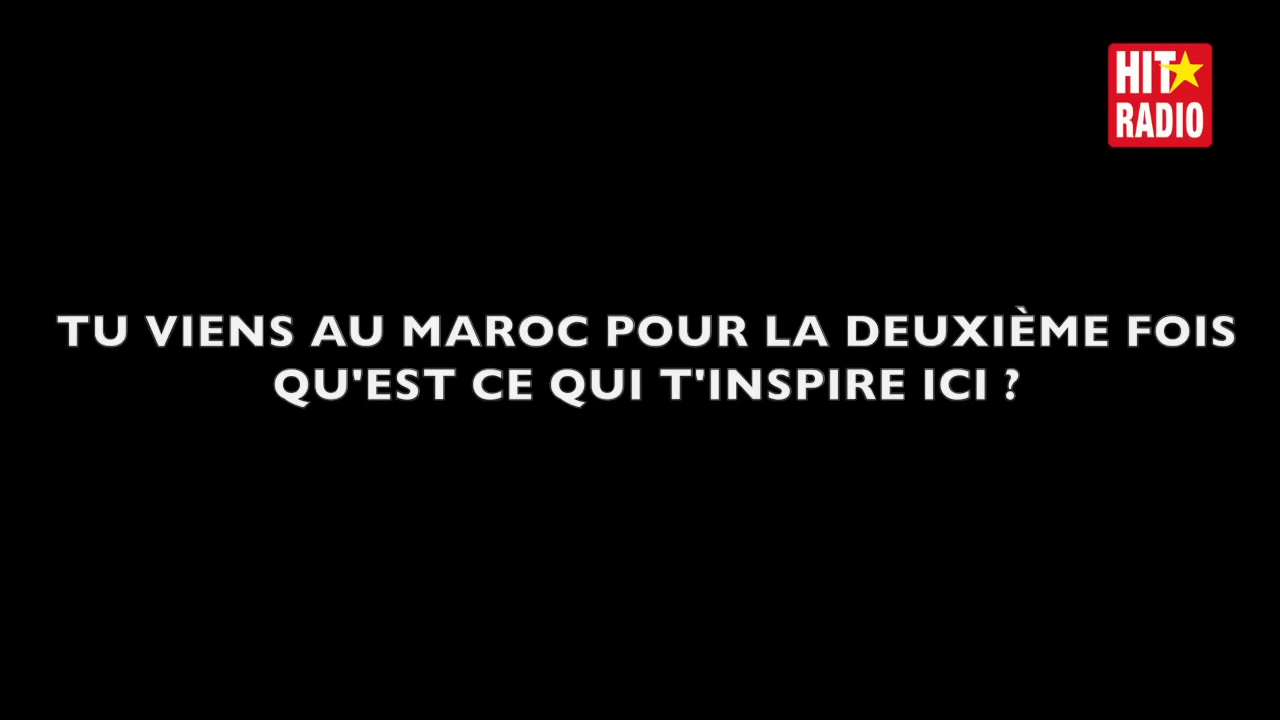 HIT
RADIO
TU VIENS AU MAROC POUR LA DEUXIÈME FOIS
QU'EST CE QUI T'INSPIRE ICI ?